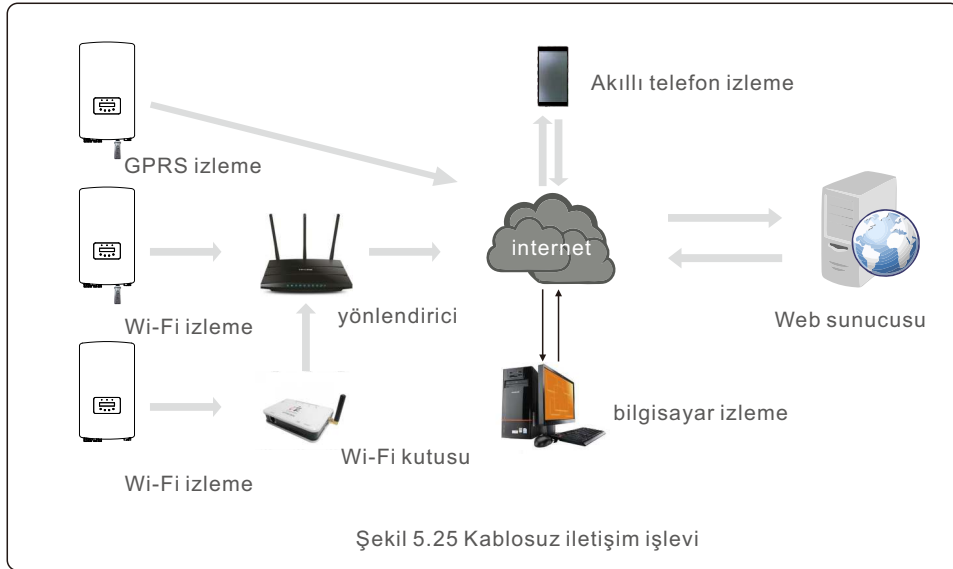 Akıllı telefon izleme
GPRS izleme
internet
Wi-Fi izleme
yönlendirici
Web sunucusu
bilgisayar izleme
Wi-Fi kutusu
Wi-Fi izleme
Şekil 5.25 Kablosuz iletişim işlevi